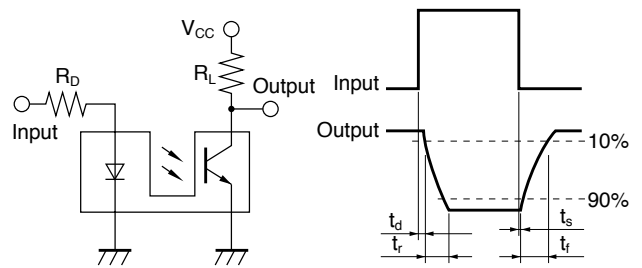 V_CC
R_D
R_L
Output
Input
Input
Output
10%
90%
t_d
t_s
t_r
t_f